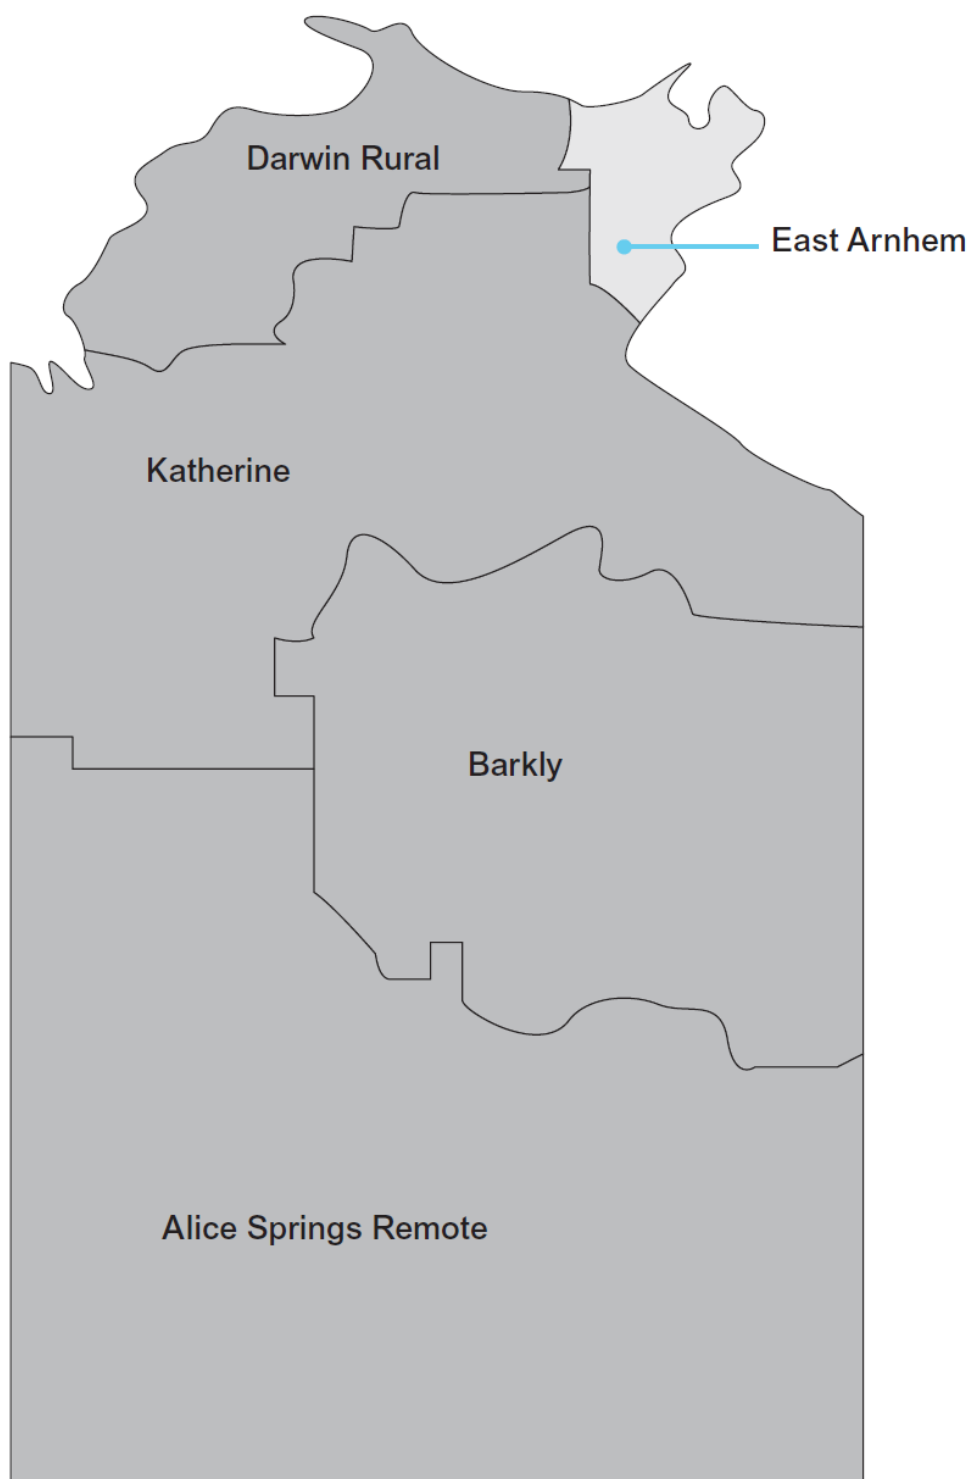 Darwin Rural
East Arnhem
Katherine
Barkly
Alice Springs Remote